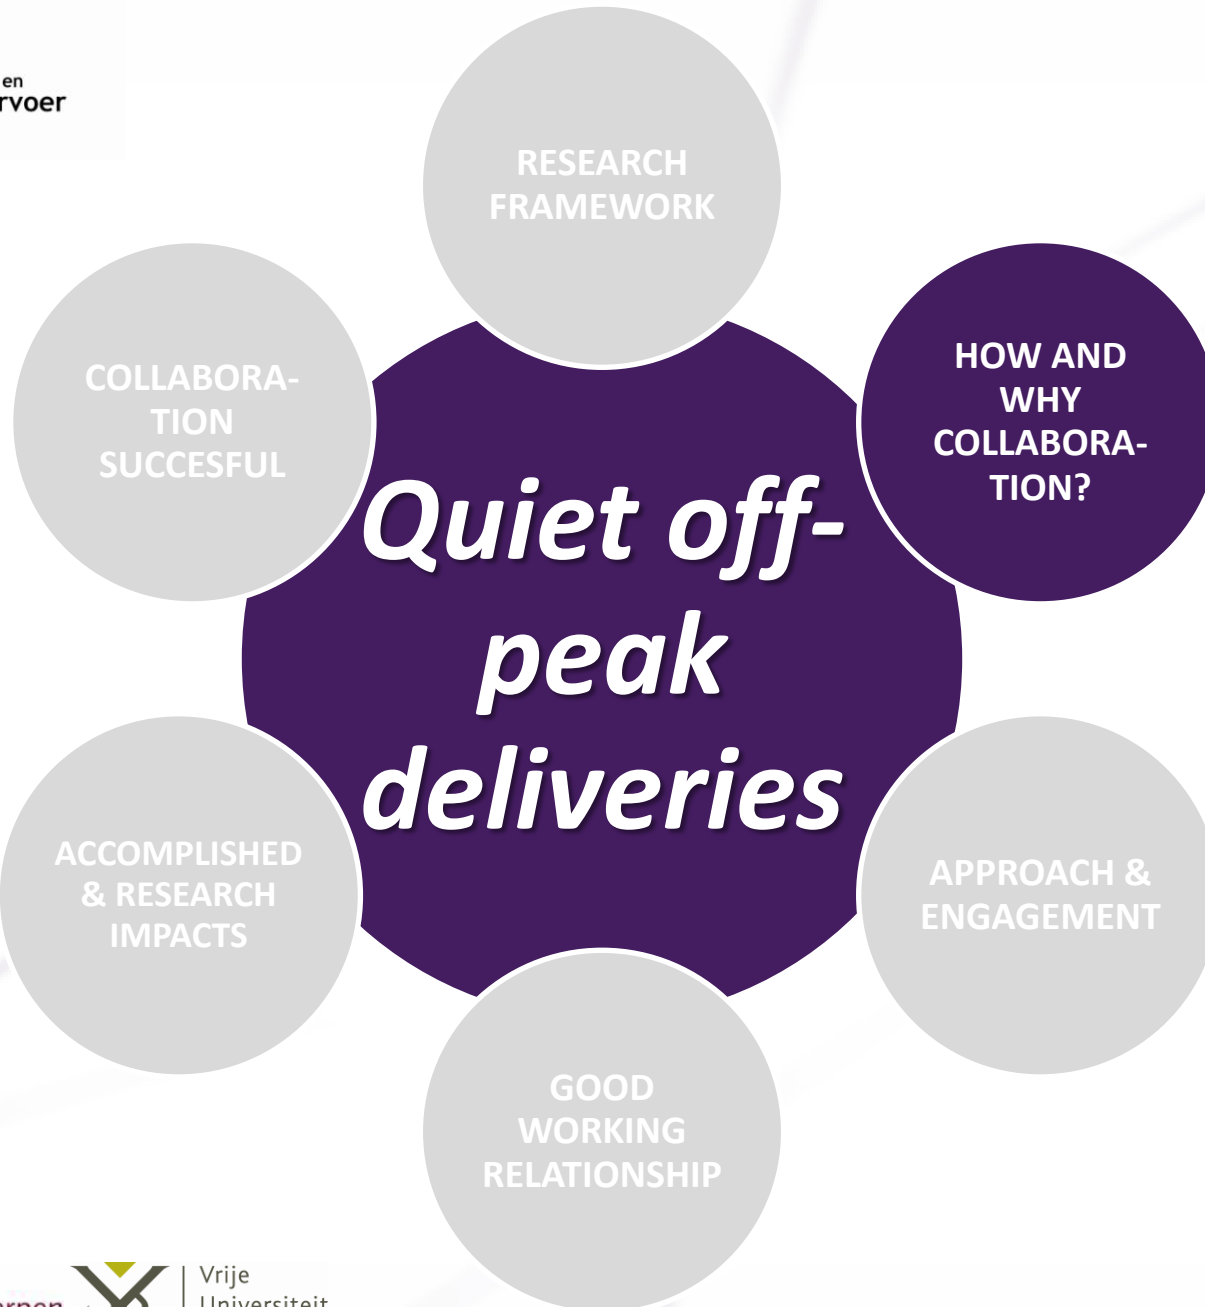 en
RESEARCH
FRAMEWORK
HOW AND
WHY
COLLABORA-
TION?
COLLABORA-
TION
SUCCESFUL
Quiet off-
peak
deliveries
ACCOMPLISHED
& RESEARCH
IMPACTS
APPROACH &
ENGAGEMENT
GOOD
WORKING
RELATIONSHIP
Vrije
Universiteit